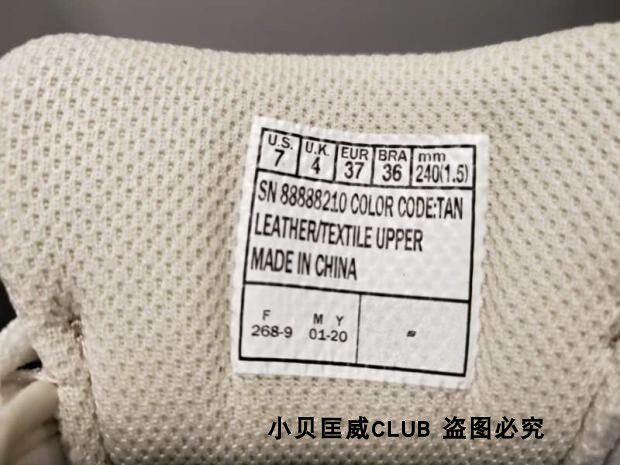 U.S. U.K. EUR BRA mm
7 4 37 36 240(1.5)
SN 88888210 COLOR CODE:TAN
LEATHER/TEXTILE UPPER
MADE IN CHINA
F M Y
268-9 01-20
小贝匡威CLUB 盗图必究